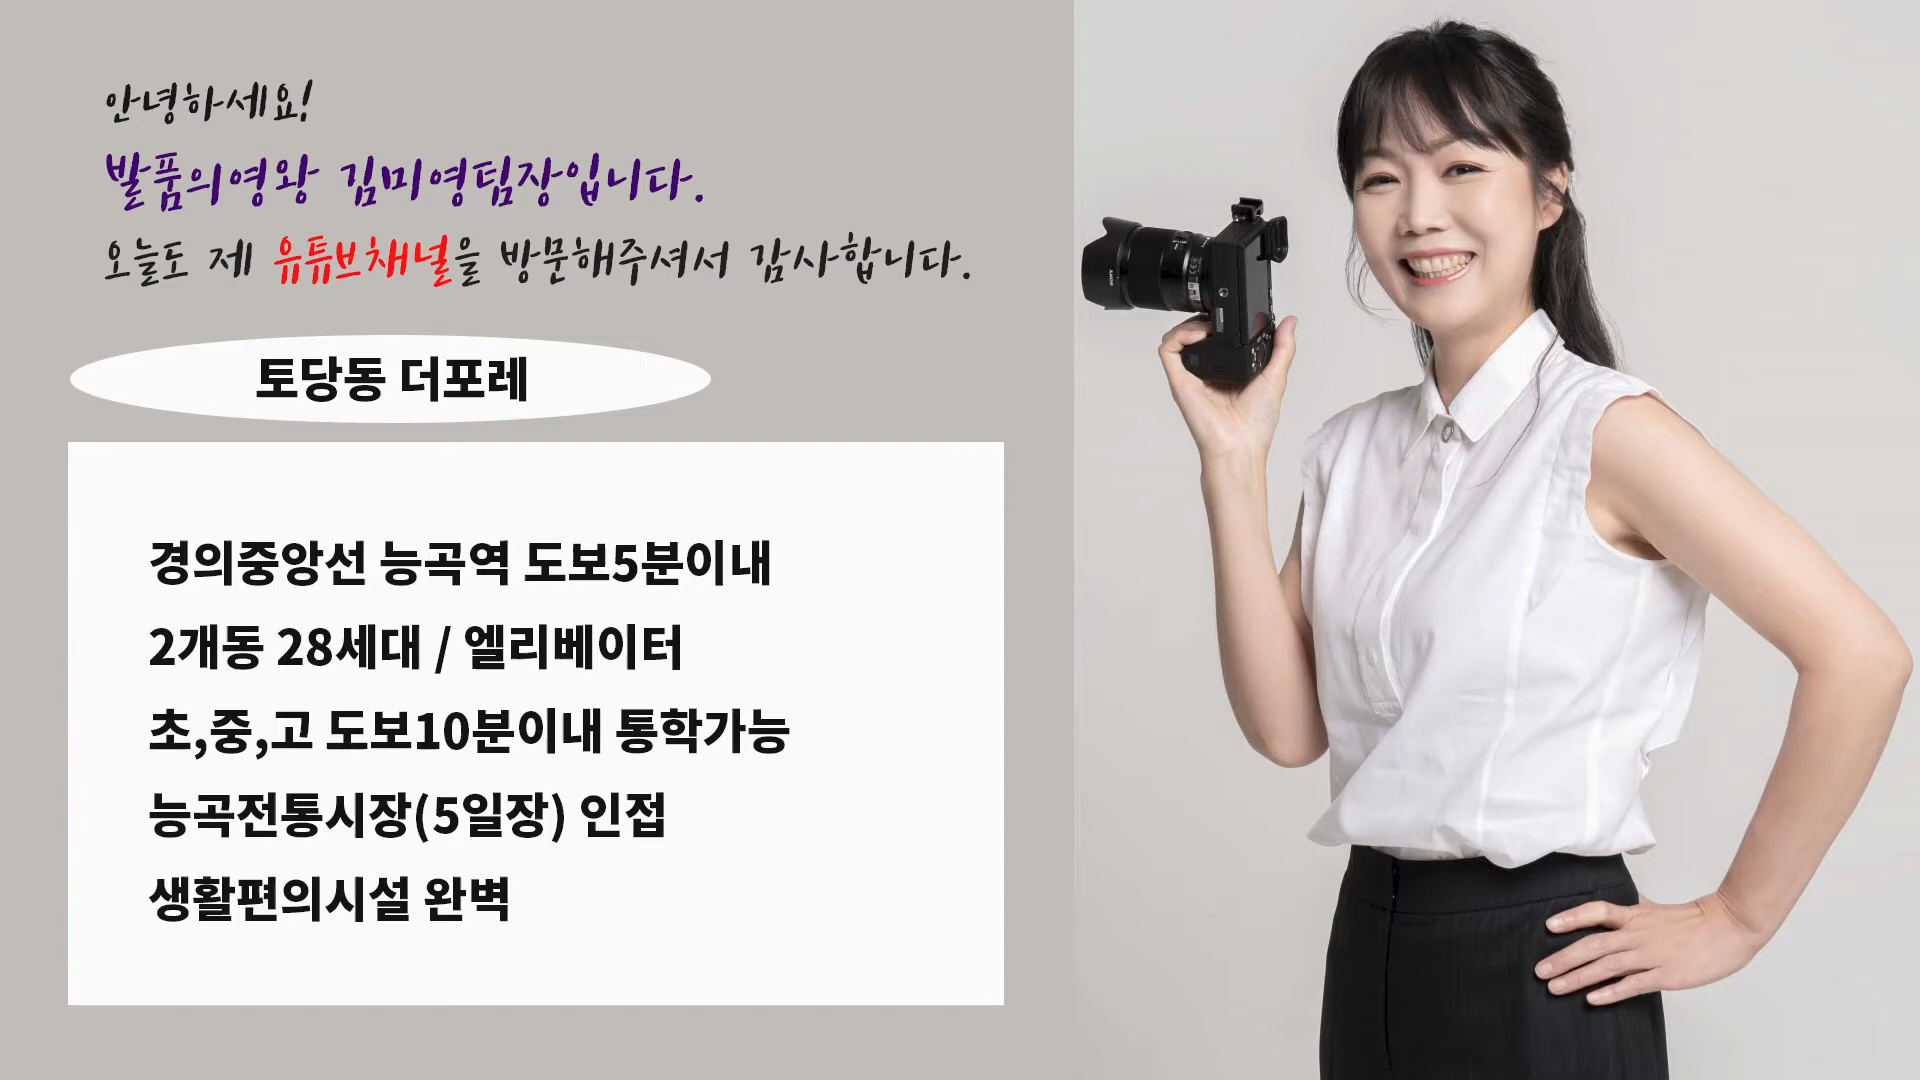 안녕하세요!
발품의영왕 김미영팀장입니다.
오늘도 제 유튜브채널을 방문해주셔서 감사합니다.
토당동 더포레
경의중앙선 능곡역 도보5분이내
2개동 28세대 / 엘리베이터
초,중,고 도보10분이내 통학가능
능곡전통시장(5일장) 인접
생활편의시설 완벽